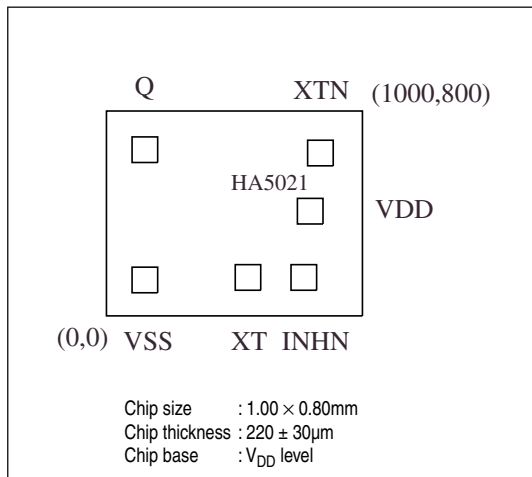 Q XTN (1000,800)
HA5021
VDD
(0,0) VSS XT INHN
Chip size : 1.00 × 0.80mm
Chip thickness : 220 ± 30µm
Chip base : VDD level